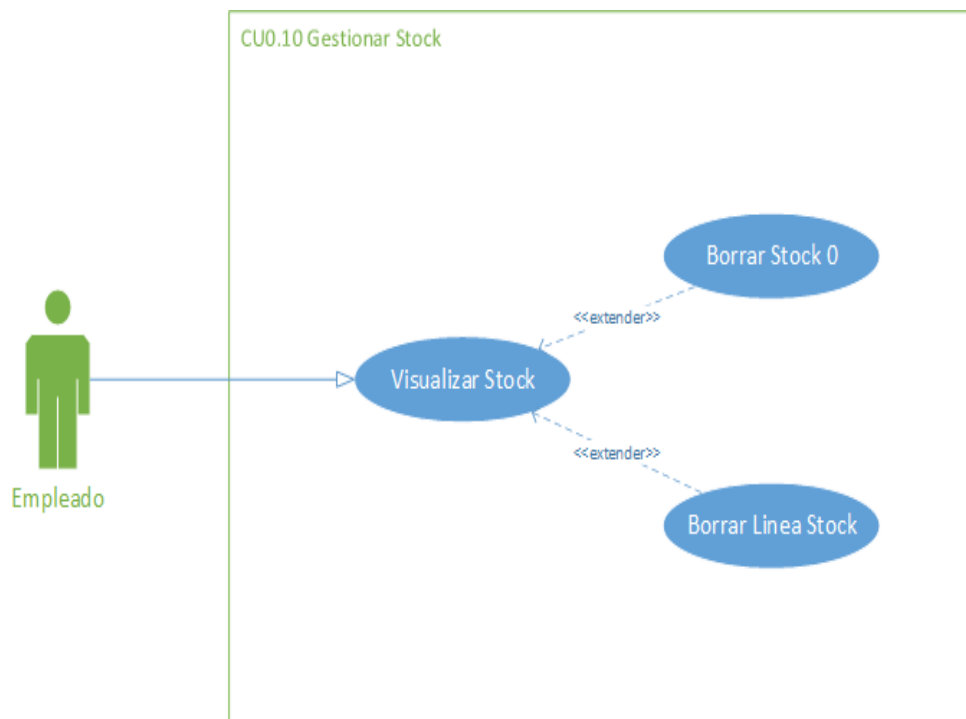 CU0.10 Gestionar Stock
Borrar Stock 0
<<extender>>
Visualizar Stock
<<extender>>
Empleado
Borrar Linea Stock